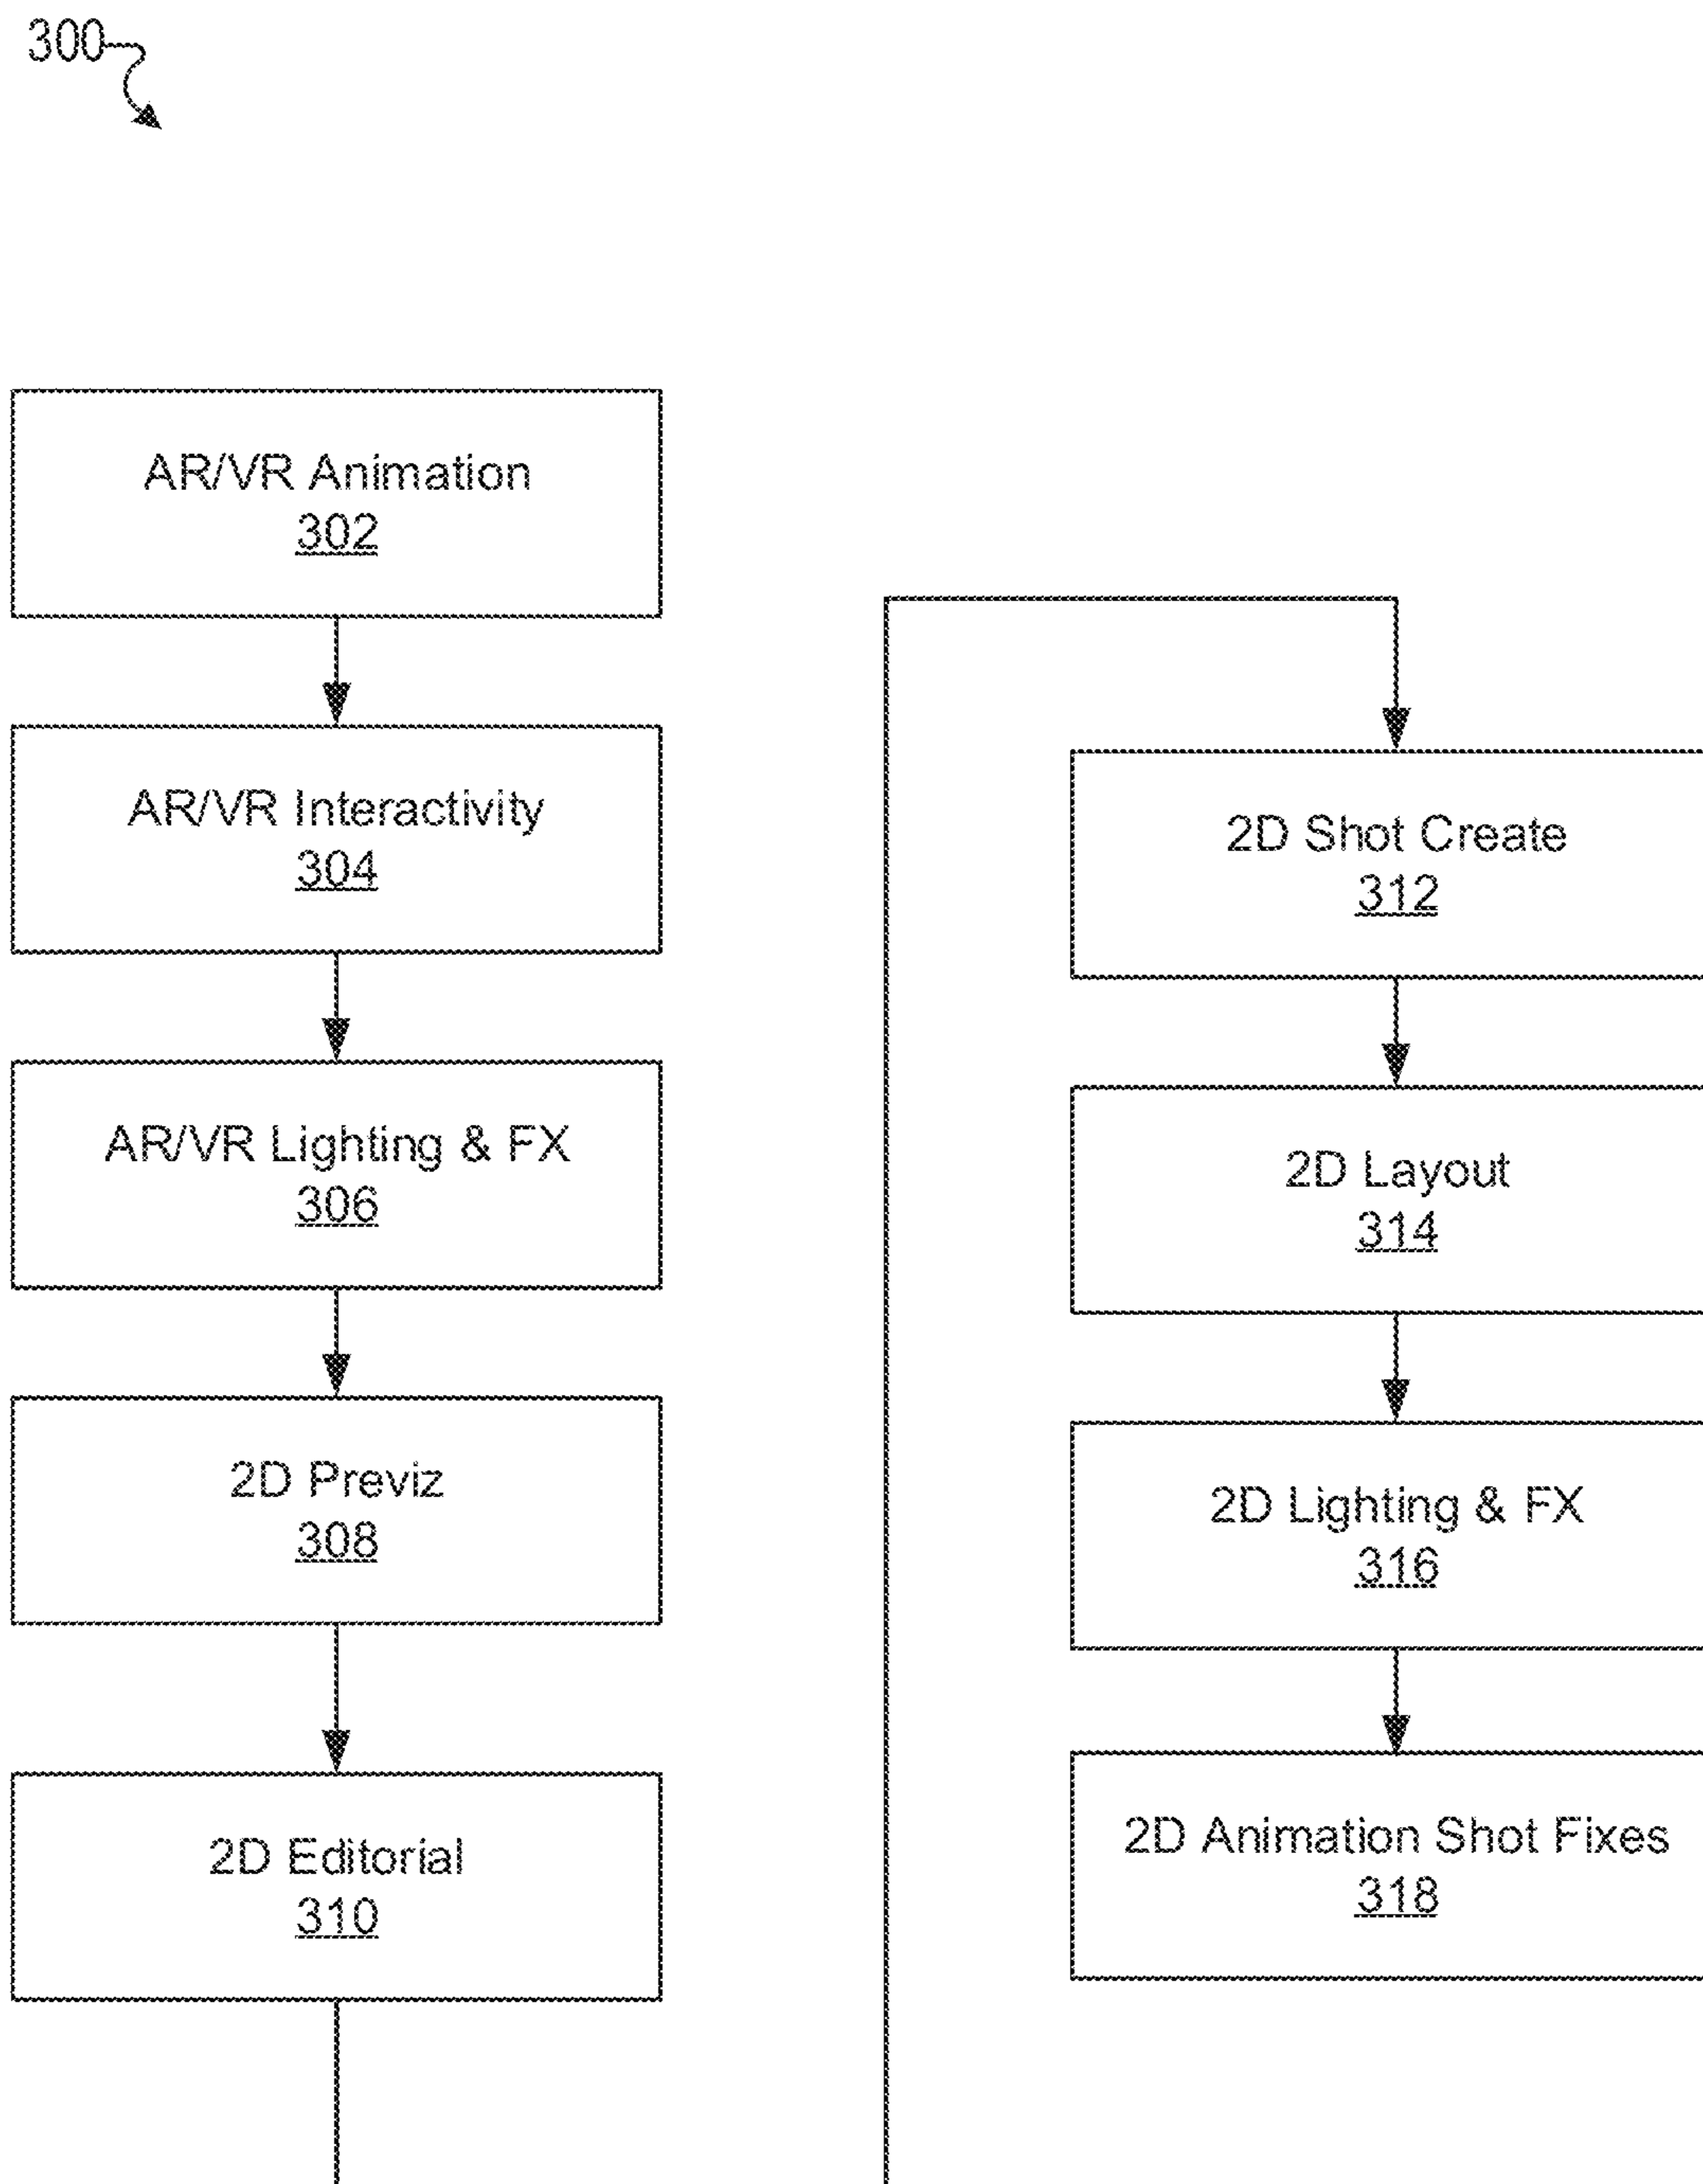 300
AR/VR Animation
302
AR/VR Interactivity
304
AR/VR Lighting & FX
306
2D Previz
308
2D Editorial
310
2D Shot Create
312
2D Layout
314
2D Lighting & FX
316
2D Animation Shot Fixes
318